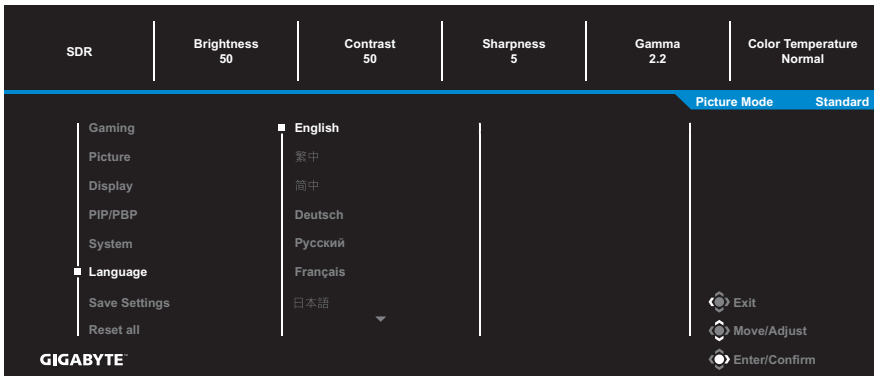 SDR
Brightness
50
Contrast
50
Sharpness
5
Gamma
2.2
Color Temperature
Normal
Picture Mode Standard
Gaming
Picture
Display
PIP/PBP
System
Language
Save Settings
Reset all
English
繁中
简中
Deutsch
Русский
Français
日本語
Exit
Move/Adjust
Enter/Confirm
GIGABYTE™